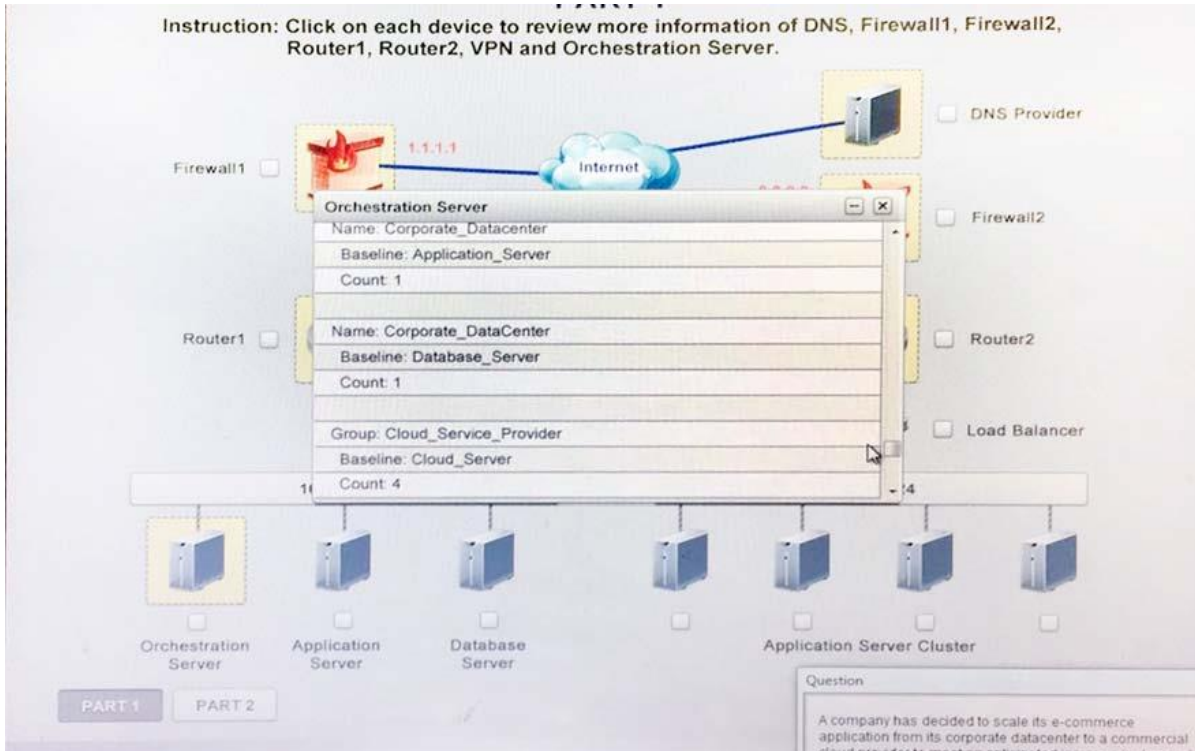 Instruction: Click on each device to review more information of DNS, Firewall1, Firewall2,
Router1, Router2, VPN and Orchestration Server.
DNS Provider
1.1.1.1
Firewall1
Internet
Firewall2
Orchestration Server
Name: Corporate_Datacenter
Baseline: Application_Server
Count: 1
Name: Corporate_DataCenter
Baseline: Database_Server
Count: 1
Group: Cloud_Service_Provider
Baseline: Cloud_Server
Count: 4
Router1
Router2
Load Balancer
Orchestration
Server
Application
Server
Database
Server
Application Server Cluster
PART 1
PART 2
Question
A company has decided to scale its e-commerce
application from its corporate datacenter to a commercial